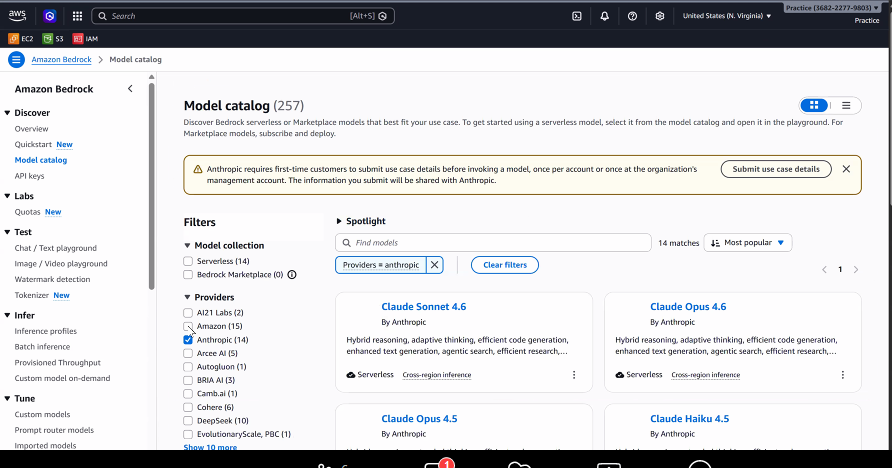 aws
Search
[Alt+S]
United States (N. Virginia)
Practice (3682-2277-9803)
Practice
EC2
S3
IAM
Amazon Bedrock
Model catalog
Amazon Bedrock
Discover
Overview
Quickstart New
Model catalog
API keys
Labs
Quotas New
Test
Chat / Text playground
Image / Video playground
Watermark detection
Tokenizer New
Infer
Inference profiles
Batch inference
Provisioned Throughput
Custom model on-demand
Tune
Custom models
Prompt router models
Imported models
Model catalog (257)
Discover Bedrock serverless or Marketplace models that best fit your use case. To get started using a serverless model, select it from the model catalog and open it in the playground. For
Marketplace models, subscribe and deploy.
Anthropic requires first-time customers to submit use case details before invoking a model, once per account or once at the organization's
management account. The information you submit will be shared with Anthropic.
Submit use case details
Filters
Model collection
Serverless (14)
Bedrock Marketplace (0)
Providers
AI21 Labs (2)
Amazon (15)
Anthropic (14)
Arcee AI (5)
Autogluon (1)
BRIA AI (3)
Camb.ai (1)
Cohere (6)
DeepSeek (10)
EvolutionaryScale, PBC (1)
Show 10 more
Spotlight
Find models
14 matches
Most popular
Providers = anthropic
Clear filters
1
Claude Sonnet 4.6
By Anthropic
Hybrid reasoning, adaptive thinking, efficient code generation,
enhanced text generation, agentic search, efficient research,...
Serverless
Cross-region inference
Claude Opus 4.6
By Anthropic
Hybrid reasoning, adaptive thinking, efficient code generation,
enhanced text generation, agentic search, efficient research,...
Serverless
Cross-region inference
Claude Opus 4.5
By Anthropic
Claude Haiku 4.5
By Anthropic
1